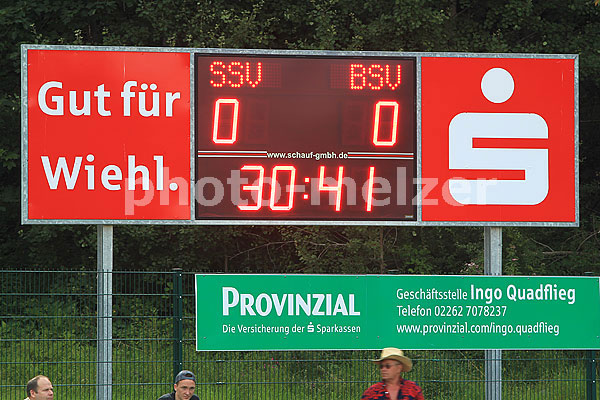 Gut für
Wiehl.
SSV BSV
0 0
www.schauf-gmbh.de
30:41
photo-melzer
PROVINZIAL
Die Versicherung der S Sparkassen
Geschäftsstelle Ingo Quadflieg
Telefon 02262 7078237
www.provinzial.com/ingo.quadflieg